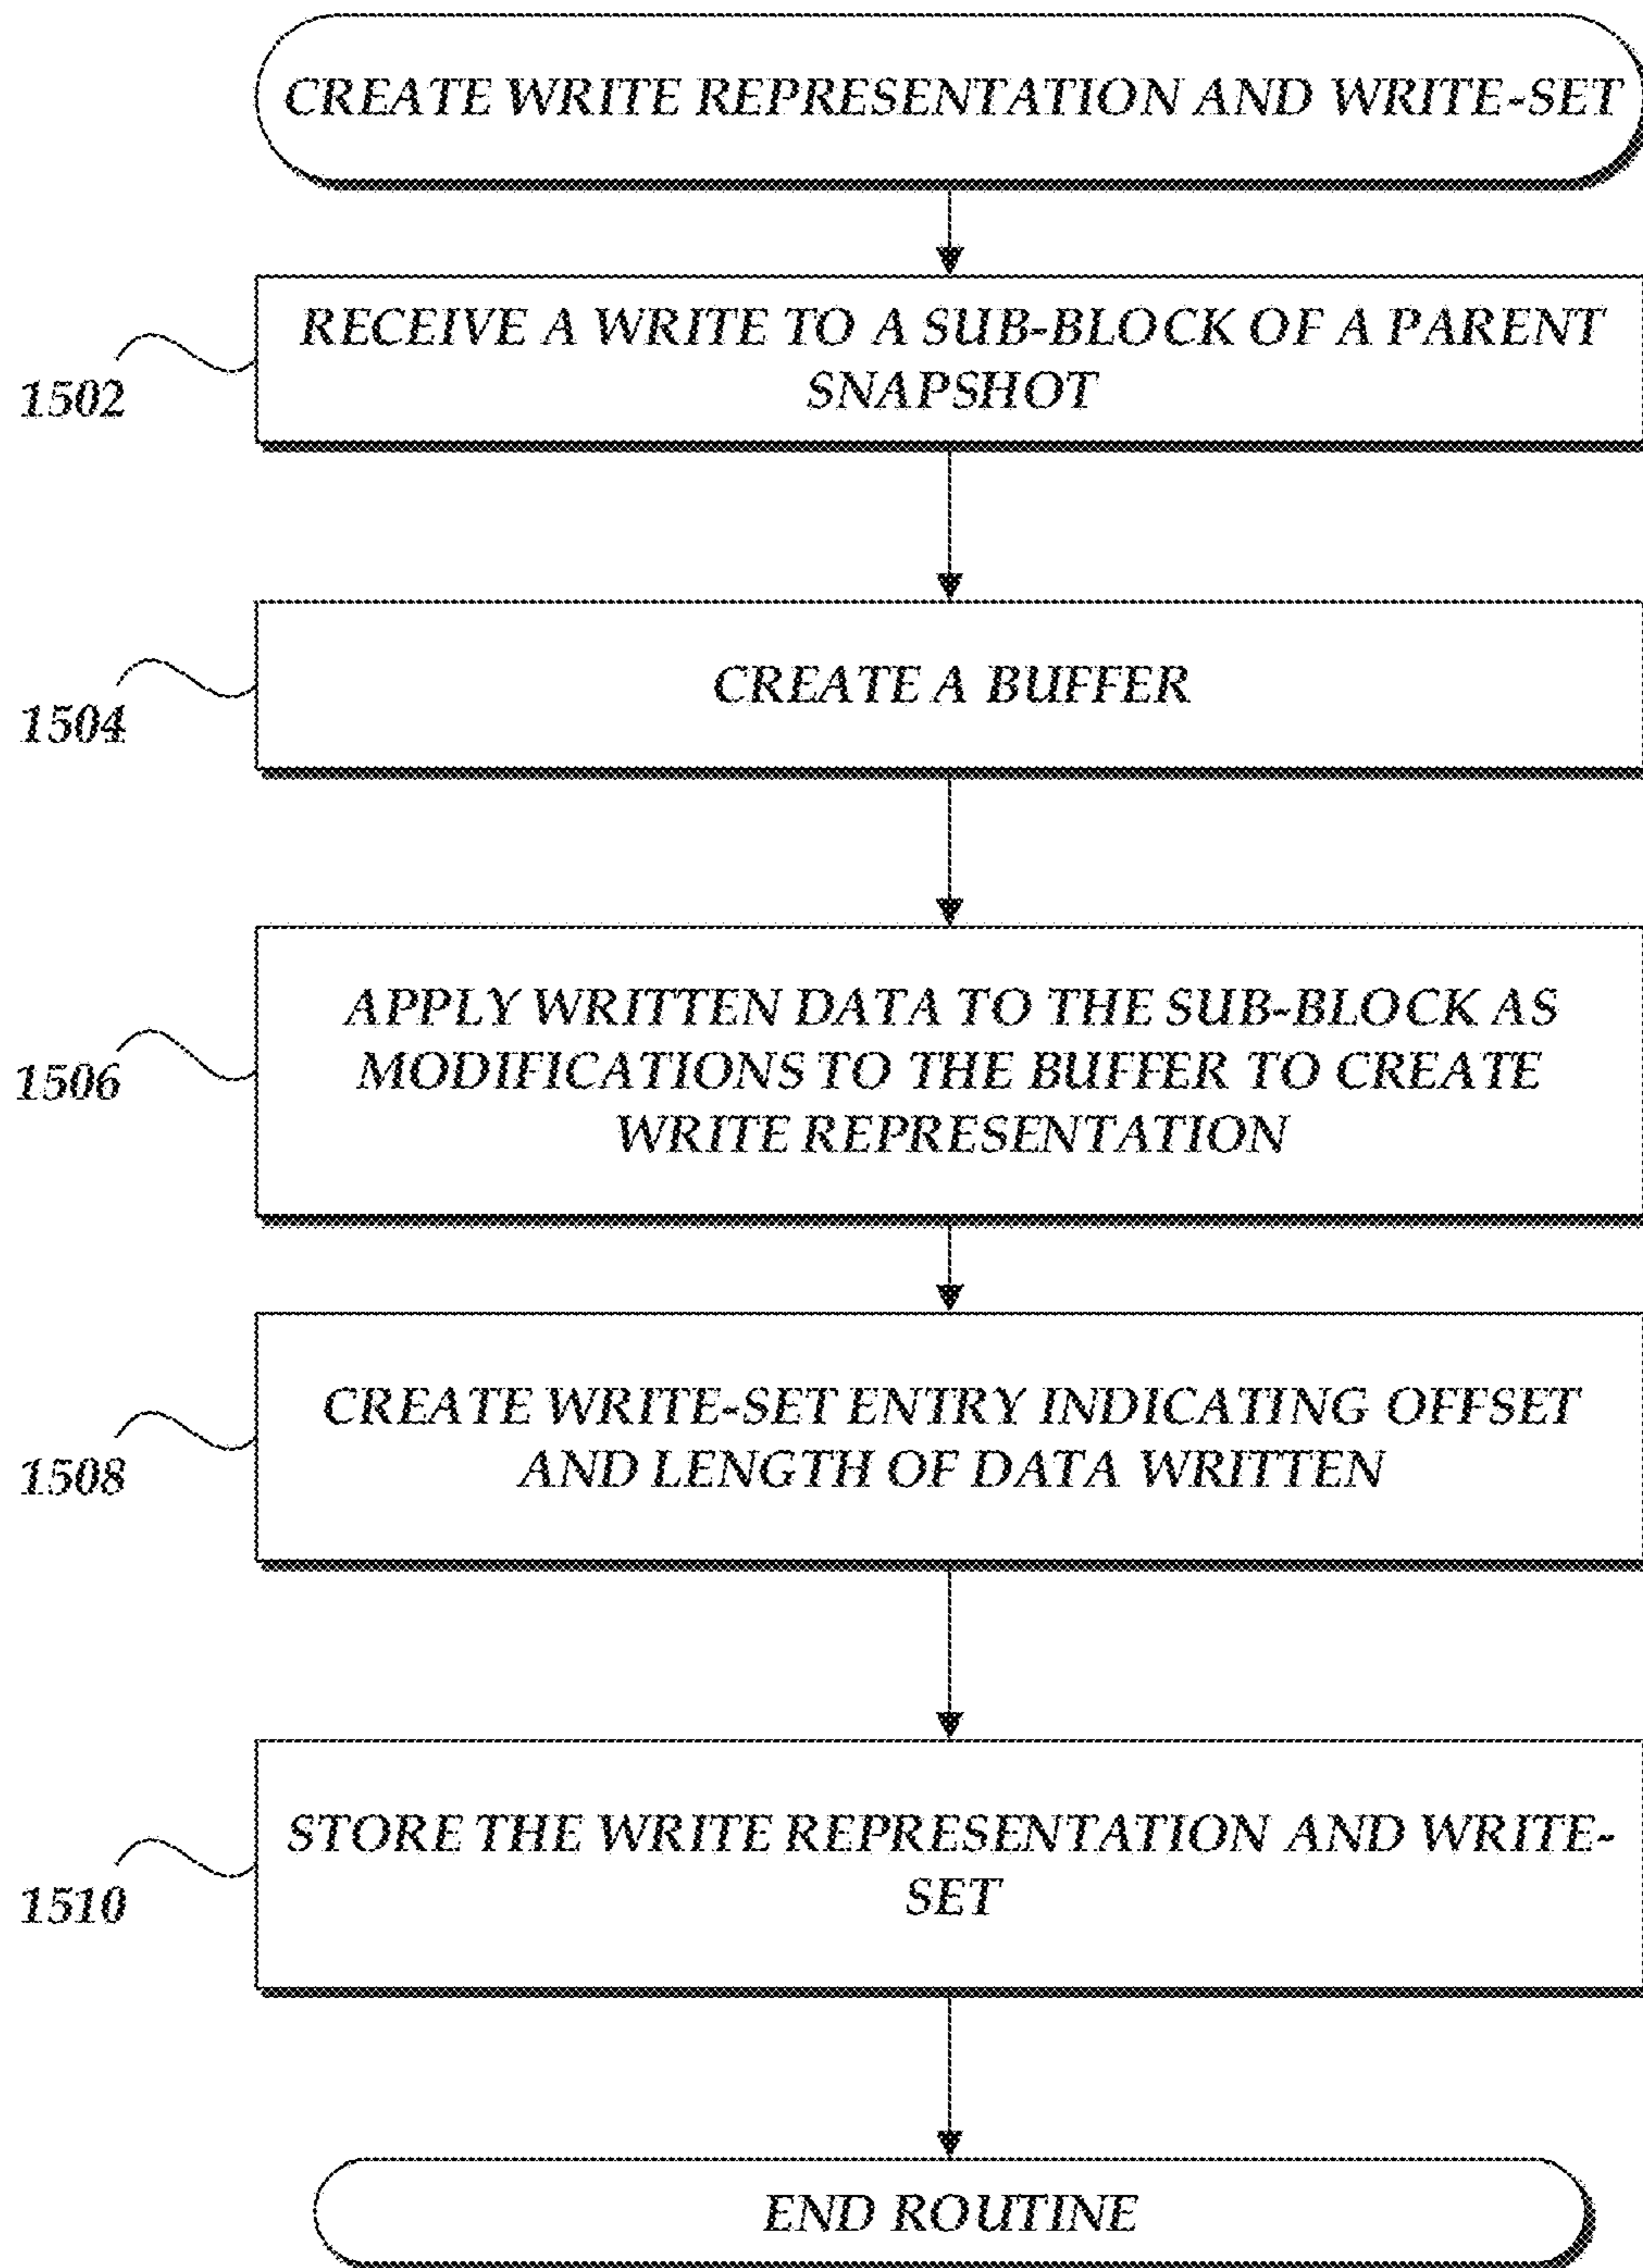 CREATE WRITE REPRESENTATION AND WRITE-SET
RECEIVE A WRITE TO A SUB-BLOCK OF A PARENT
SNAPSHOT
1502
CREATE A BUFFER
1504
APPLY WRITTEN DATA TO THE SUB-BLOCK AS
MODIFICATIONS TO THE BUFFER TO CREATE
WRITE REPRESENTATION
1506
CREATE WRITE-SET ENTRY INDICATING OFFSET
AND LENGTH OF DATA WRITTEN
1508
STORE THE WRITE REPRESENTATION AND WRITE-
SET
1510
END ROUTINE